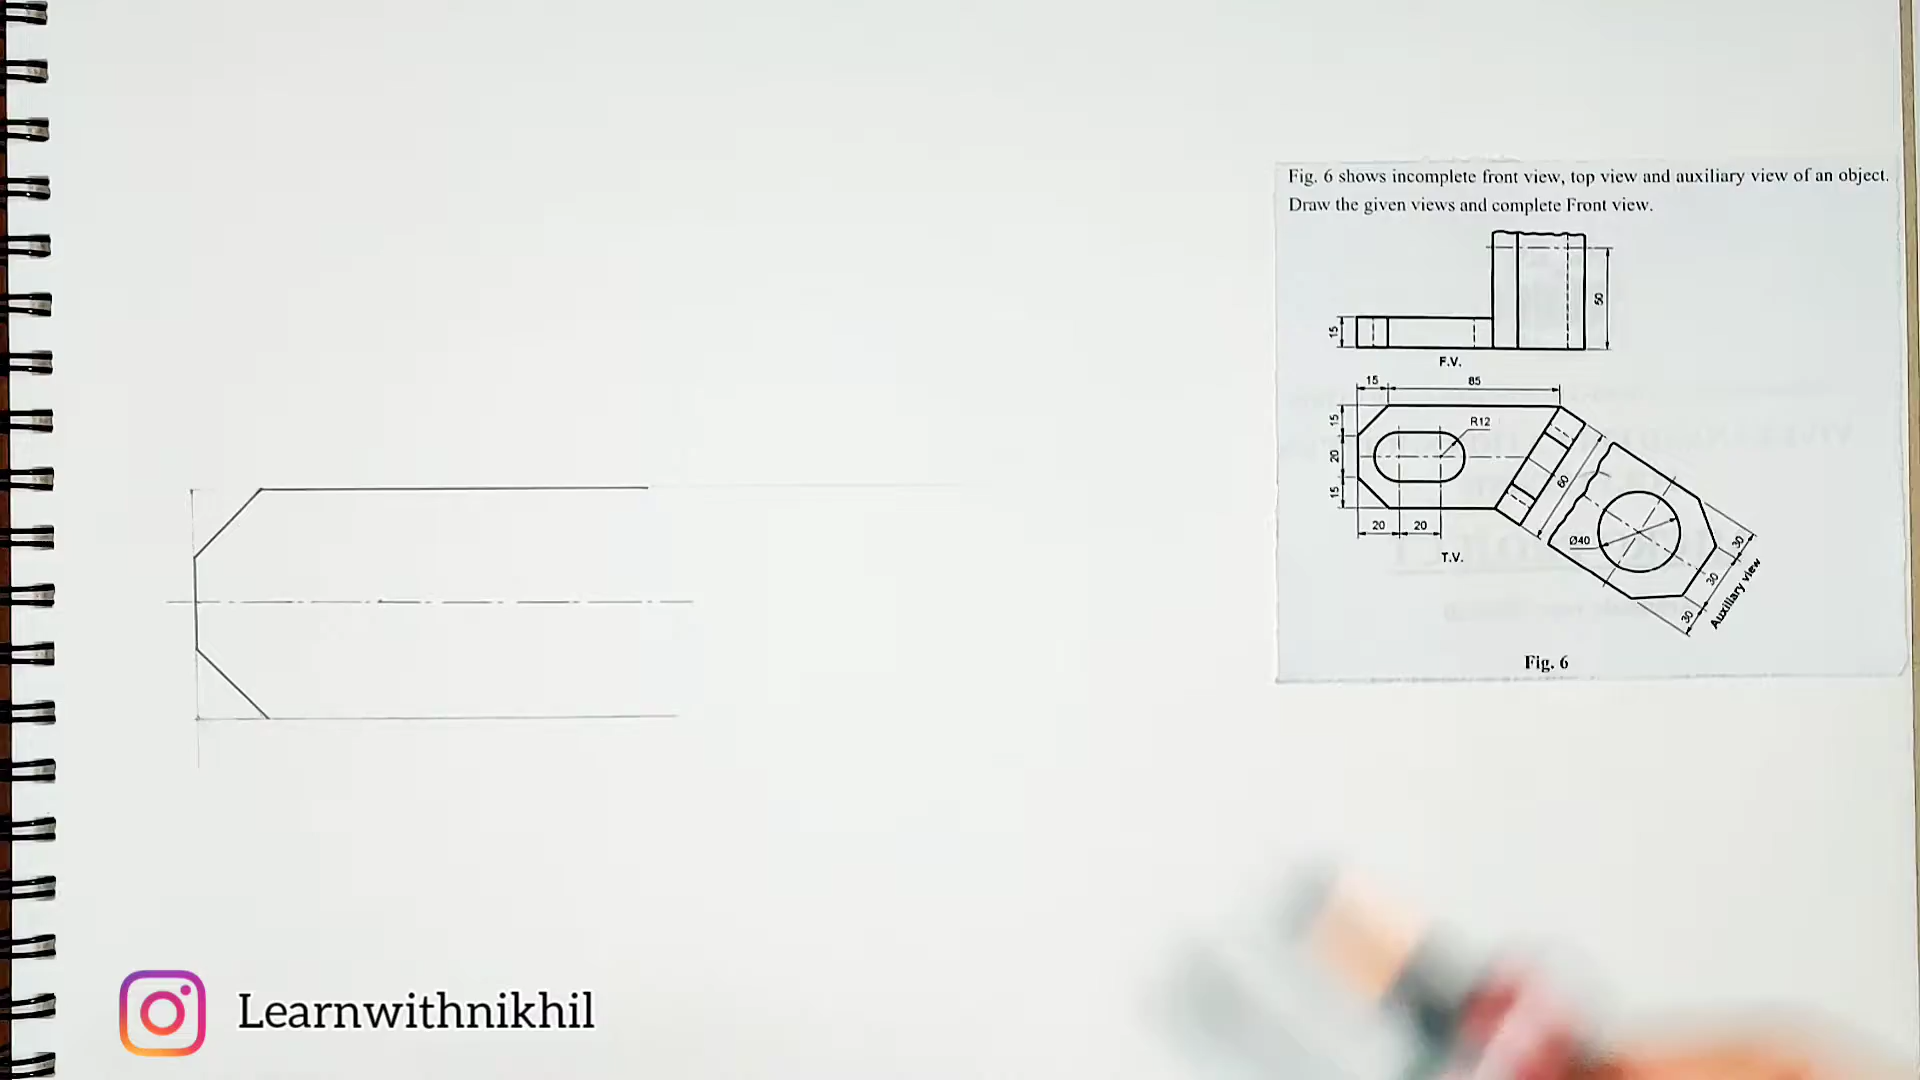 Fig. 6 shows incomplete front view, top view and auxiliary view of an object.
Draw the given views and complete Front view.
50
15
F.V.
15
85
15
R12
20
60
15
20
20
Ø40
30
T.V.
30
30
Auxiliary view
Fig. 6
Learnwithnikhil